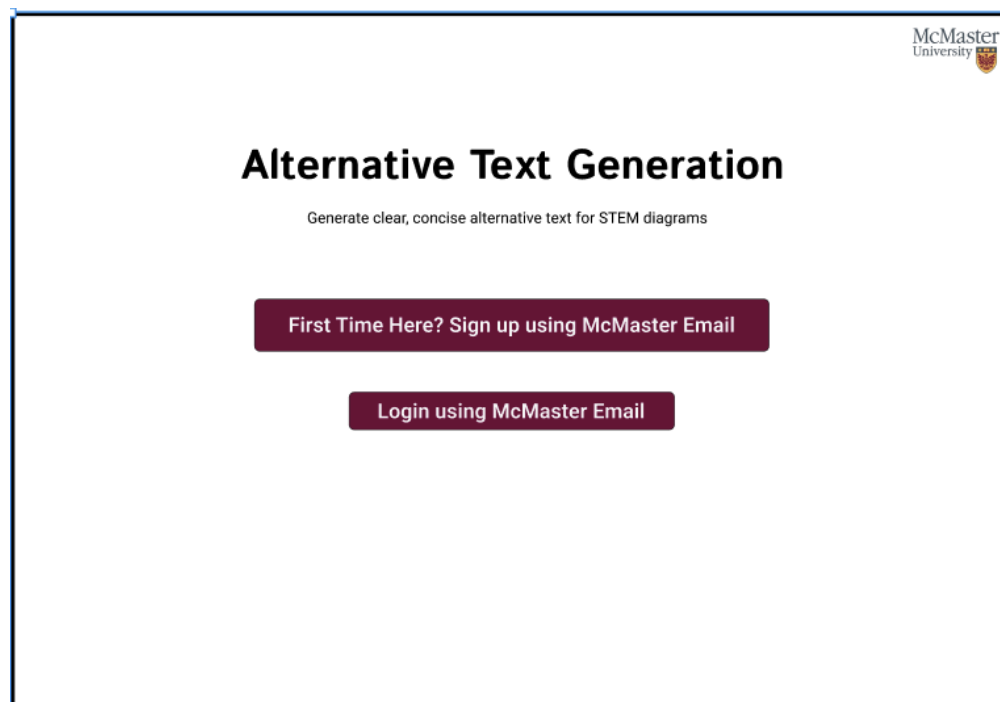 McMaster
University
Alternative Text Generation
Generate clear, concise alternative text for STEM diagrams
First Time Here? Sign up using McMaster Email
Login using McMaster Email